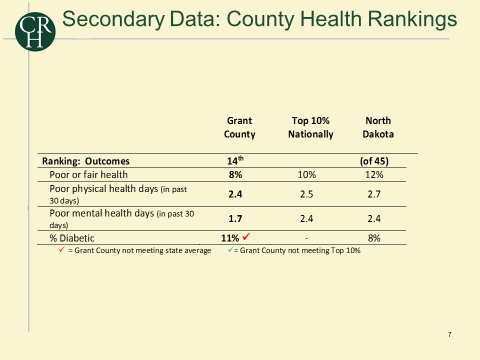 CRH
Secondary Data: County Health Rankings
Grant County Top 10% Nationally North Dakota
Ranking: Outcomes 14th (of 45)
Poor or fair health 8% 10% 12%
Poor physical health days (in past 30 days) 2.4 2.5 2.7
Poor mental health days (in past 30 days) 1.7 2.4 2.4
% Diabetic 11% ✓ - 8%
✓ = Grant County not meeting state average ✓= Grant County not meeting Top 10%
7